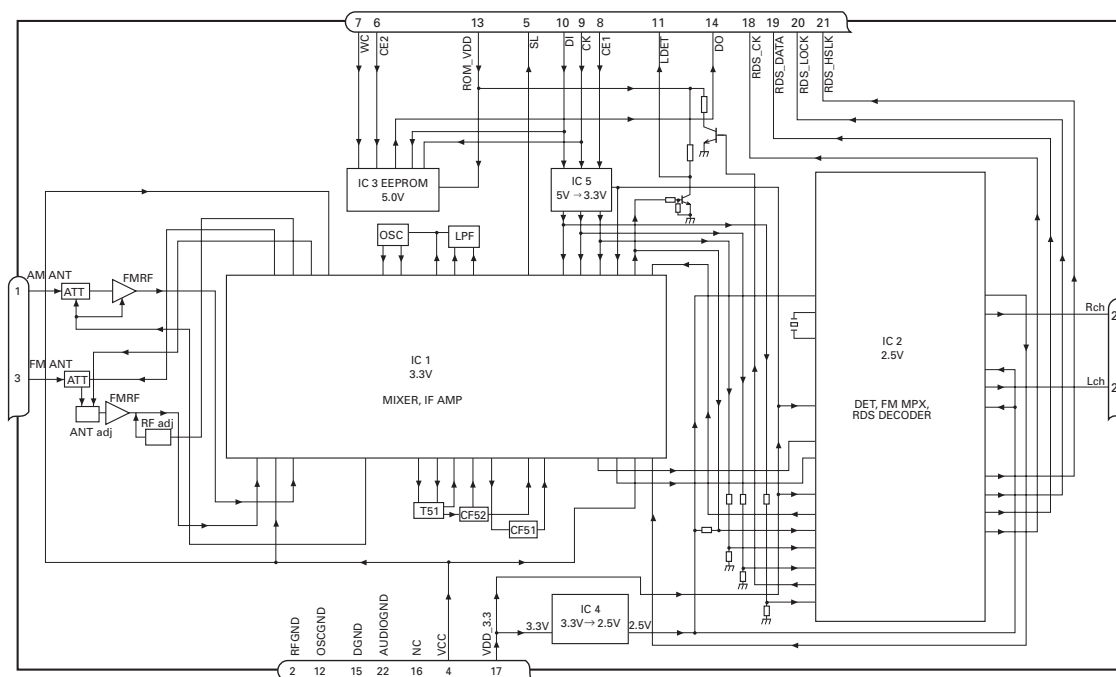 7 6 13 5 10 9 8 11 14 18 19 20 21
WC
CE2
ROM_VDD
SL
DI
CK
CE1
LDET
DO
RDS_CK
RDS_DATA
RDS_LOCK
RDS_HSLK
IC 3 EEPROM
5.0V
IC 5
5V → 3.3V
OSC
LPF
AM ANT
1
ATT
FMRF
FM ANT
3
ATT
FMRF
ANT adj
RF adj
IC 1
3.3V
MIXER, IF AMP
IC 2
2.5V
DET, FM MPX,
RDS DECODER
Rch
2
Lch
2
T51
CF52
CF51
IC 4
3.3V→2.5V
3.3V
2.5V
RFGND
OSCGND
DGND
AUDIOGND
NC
VCC
VDD_3.3
2 12 15 22 16 4 17